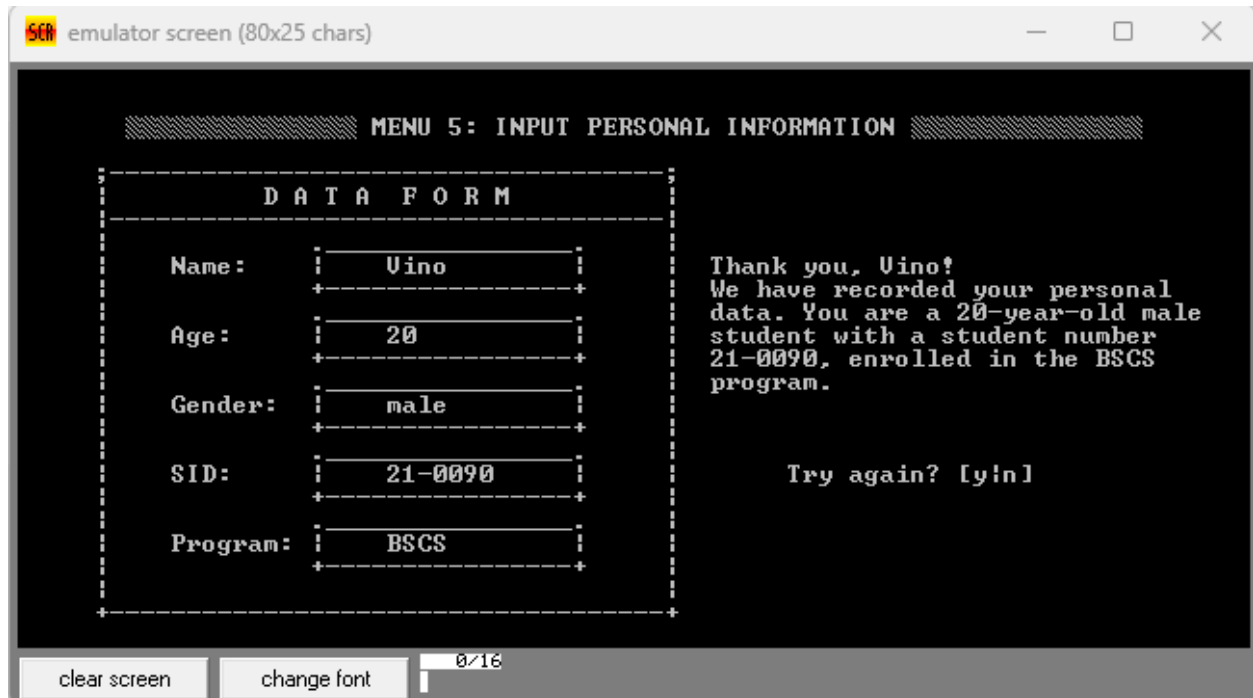 SCR emulator screen (80x25 chars)
MENU 5: INPUT PERSONAL INFORMATION
D A T A F O R M
Name: Vino
Age: 20
Gender: male
SID: 21-0090
Program: BSCS
Thank you, Vino!
We have recorded your personal
data. You are a 20-year-old male
student with a student number
21-0090, enrolled in the BSCS
program.
Try again? [y¦n]
clear screen
change font
0/16